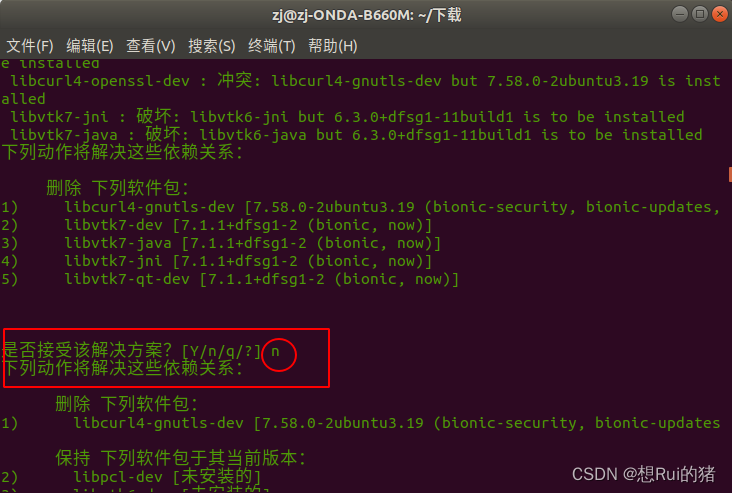 zj@zj-ONDA-B660M: ~/下载
文件(F) 编辑(E) 查看(V) 搜索(S) 终端(T) 帮助(H)
e installed
libcurl4-openssl-dev : 冲突: libcurl4-gnutls-dev but 7.58.0-2ubuntu3.19 is inst
alled
libvtk7-jni : 破坏: libvtk6-jni but 6.3.0+dfsg1-11build1 is to be installed
libvtk7-java : 破坏: libvtk6-java but 6.3.0+dfsg1-11build1 is to be installed
下列动作将解决这些依赖关系：
删除 下列软件包：
1) libcurl4-gnutls-dev [7.58.0-2ubuntu3.19 (bionic-security, bionic-updates,
2) libvtk7-dev [7.1.1+dfsg1-2 (bionic, now)]
3) libvtk7-java [7.1.1+dfsg1-2 (bionic, now)]
4) libvtk7-jni [7.1.1+dfsg1-2 (bionic, now)]
5) libvtk7-qt-dev [7.1.1+dfsg1-2 (bionic, now)]
是否接受该解决方案？[Y/n/q/?] n
下列动作将解决这些依赖关系：
删除 下列软件包：
1) libcurl4-gnutls-dev [7.58.0-2ubuntu3.19 (bionic-security, bionic-updates
保持 下列软件包于其当前版本：
2) libpcl-dev [未安装的]
CSDN @想Rui的猪